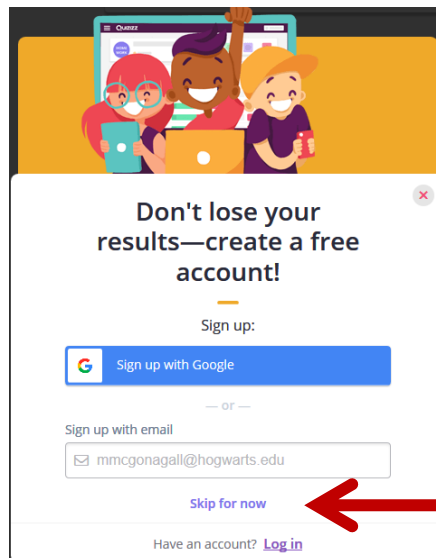 Quizzz
Don't lose your
results—create a free
account!
Sign up:
Sign up with Google
— or —
Sign up with email
mmcgonagall@hogwarts.edu
Skip for now
Have an account? Log in